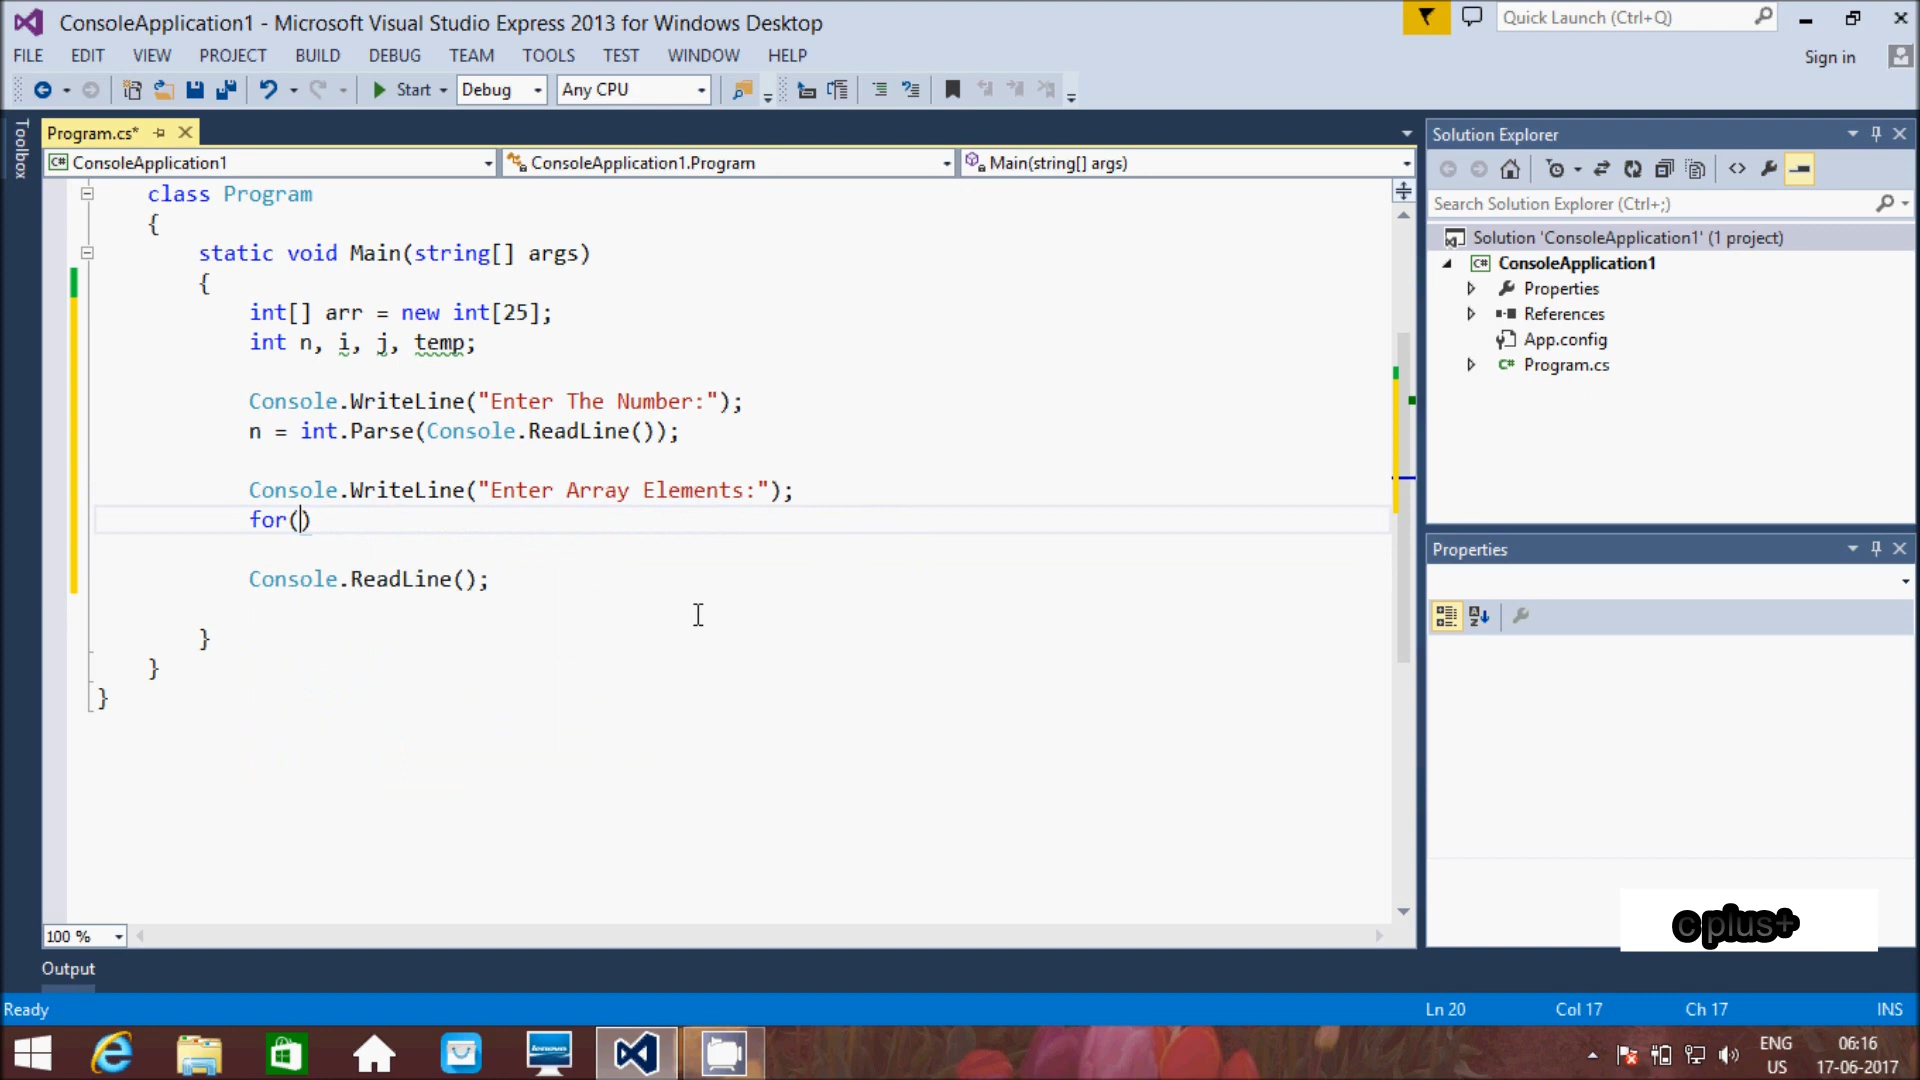 ConsoleApplication1 - Microsoft Visual Studio Express 2013 for Windows Desktop
Quick Launch (Ctrl+Q)
FILE EDIT VIEW PROJECT BUILD DEBUG TEAM TOOLS TEST WINDOW HELP
Sign in
Start Debug Any CPU
Toolbox
Program.cs*
ConsoleApplication1 ConsoleApplication1.Program Main(string[] args)
class Program
{
static void Main(string[] args)
{
int[] arr = new int[25];
int n, i, j, temp;
Console.WriteLine("Enter The Number:");
n = int.Parse(Console.ReadLine());
Console.WriteLine("Enter Array Elements:");
for()
Console.ReadLine();
}
}
}
100 %
Output
Solution Explorer
Search Solution Explorer (Ctrl+;)
Solution 'ConsoleApplication1' (1 project)
C# ConsoleApplication1
Properties
References
App.config
C# Program.cs
Properties
c plus+
Ready
Ln 20 Col 17 Ch 17 INS
ENG
US
06:16
17-06-2017